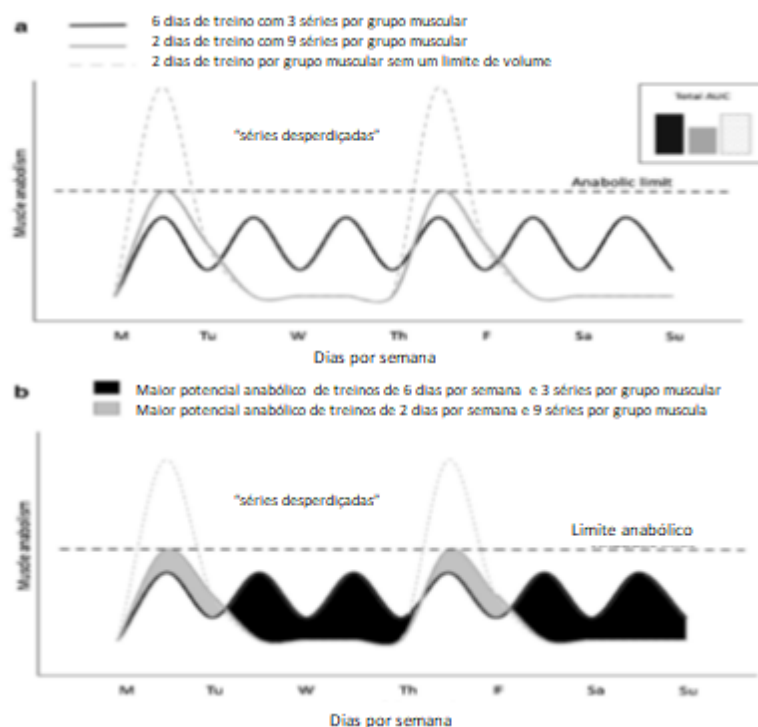 a
6 dias de treino com 3 séries por grupo muscular
2 dias de treino com 9 séries por grupo muscular
2 dias de treino por grupo muscular sem um limite de volume
Total AUC
"séries desperdiçadas"
Anabolic limit
Muscle anabolism
M Tu W Th F Sa Su
Dias por semana
b
Maior potencial anabólico de treinos de 6 dias por semana e 3 séries por grupo muscular
Maior potencial anabólico de treinos de 2 dias por semana e 9 séries por grupo muscula
"séries desperdiçadas"
Limite anabólico
Muscle anabolism
M Tu W Th F Sa Su
Dias por semana